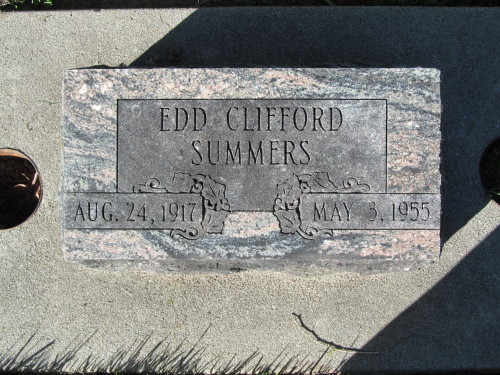 EDD CLIFFORD
SUMMERS
AUG. 24, 1917 MAY 3, 1955